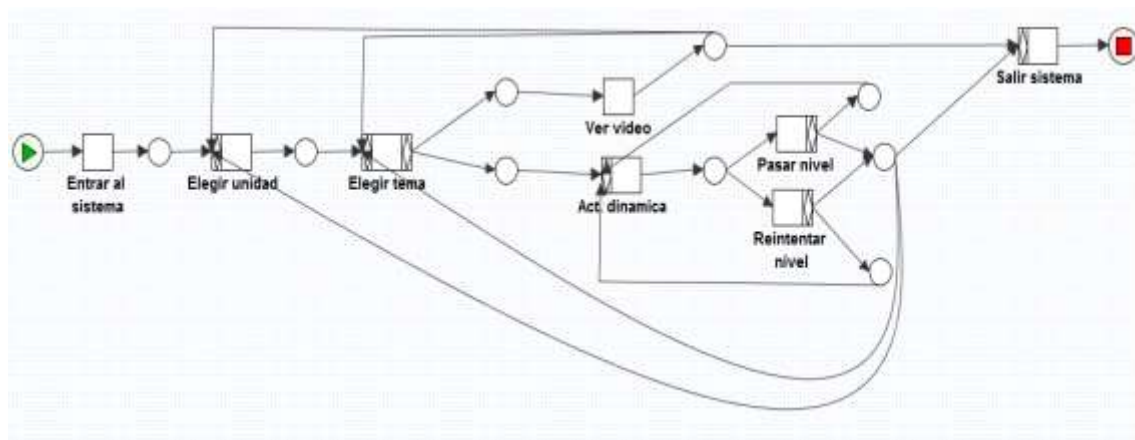 Salir sistema
Ver video
Entrar al
sistema
Elegir unidad
Elegir tema
Act. dinamica
Pasar nivel
Reintentar
nivel